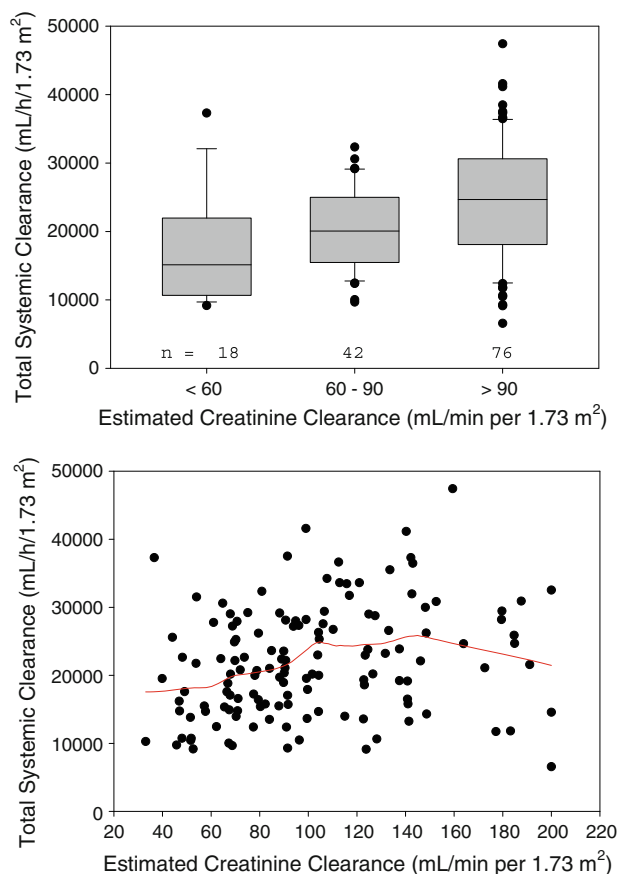 Total Systemic Clearance (mL/h/1.73 m²)
50000
40000
30000
20000
10000
0
n = 18 42 76
< 60 60 - 90 > 90
Estimated Creatinine Clearance (mL/min per 1.73 m²)
Total Systemic Clearance (mL/h/1.73 m²)
50000
40000
30000
20000
10000
0
20 40 60 80 100 120 140 160 180 200 220
Estimated Creatinine Clearance (mL/min per 1.73 m²)